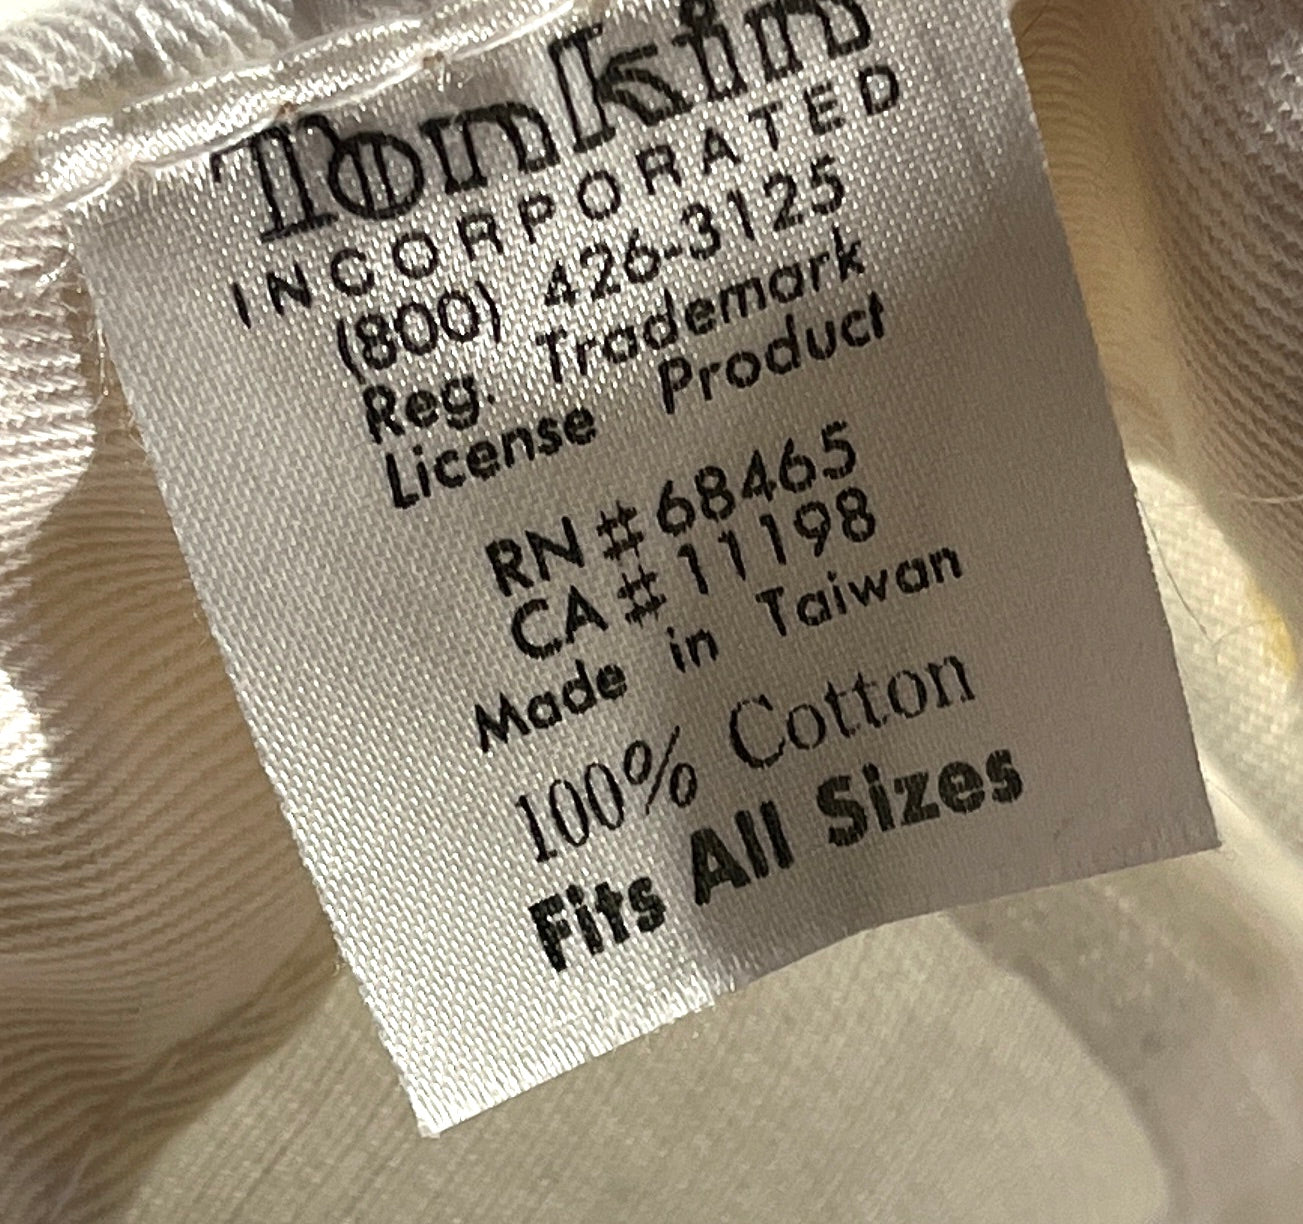 TonKin
INCORPORATED
(800) 426-3125
Reg. Trademark
License Product
RN#68465
CA#11198
Made in Taiwan
100% Cotton
Fits All Sizes